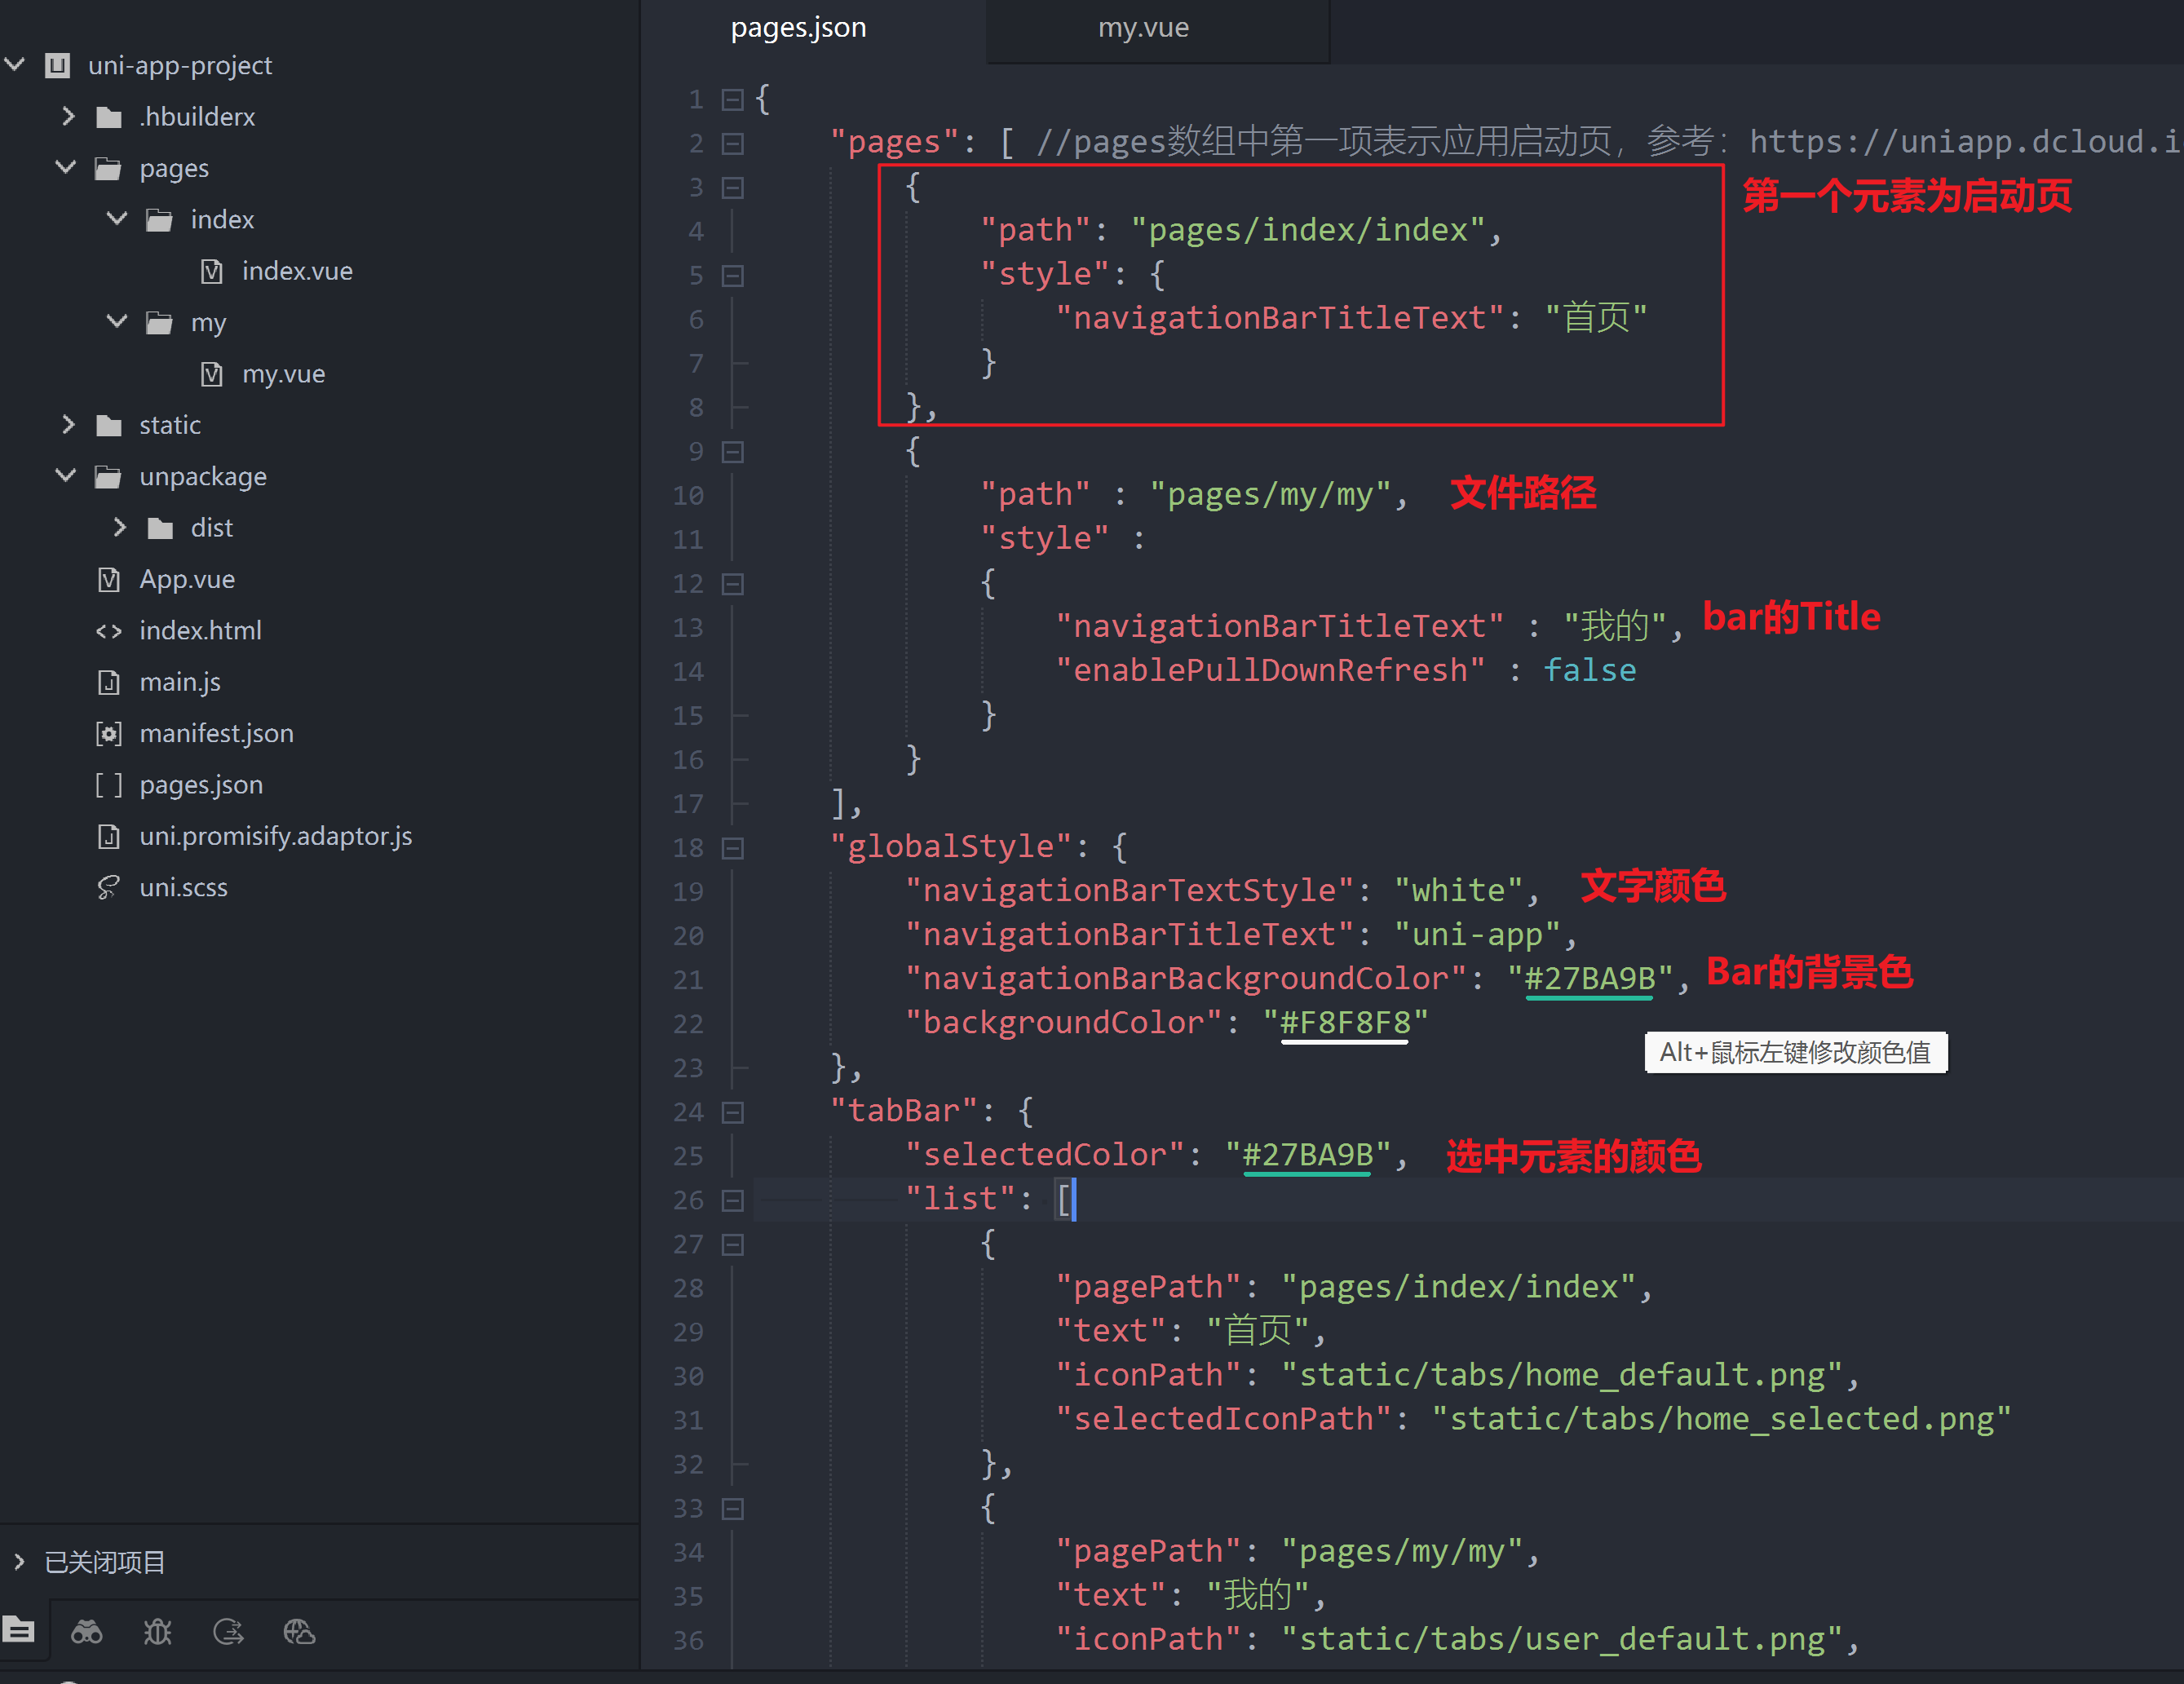 pages.json
my.vue
uni-app-project
.hbuilderx
pages
index
index.vue
my
my.vue
static
unpackage
dist
App.vue
index.html
main.js
manifest.json
pages.json
uni.promisify.adaptor.js
uni.scss
已关闭项目
1 {
2 "pages": [ //pages数组中第一项表示应用启动页，参考：https://uniapp.dcloud.i
3 {
第一个元素为启动页
4 "path": "pages/index/index",
5 "style": {
6 "navigationBarTitleText": "首页"
7 }
8 },
9 {
10 "path" : "pages/my/my", 文件路径
11 "style" :
12 {
13 "navigationBarTitleText" : "我的", bar的Title
14 "enablePullDownRefresh" : false
15 }
16 }
17 ],
18 "globalStyle": {
19 "navigationBarTextStyle": "white", 文字颜色
20 "navigationBarTitleText": "uni-app",
21 "navigationBarBackgroundColor": "#27BA9B", Bar的背景色
22 "backgroundColor": "#F8F8F8"
Alt+鼠标左键修改颜色值
23 },
24 "tabBar": {
25 "selectedColor": "#27BA9B", 选中元素的颜色
26 "list": [
27 {
28 "pagePath": "pages/index/index",
29 "text": "首页",
30 "iconPath": "static/tabs/home_default.png",
31 "selectedIconPath": "static/tabs/home_selected.png"
32 },
33 {
34 "pagePath": "pages/my/my",
35 "text": "我的",
36 "iconPath": "static/tabs/user_default.png",